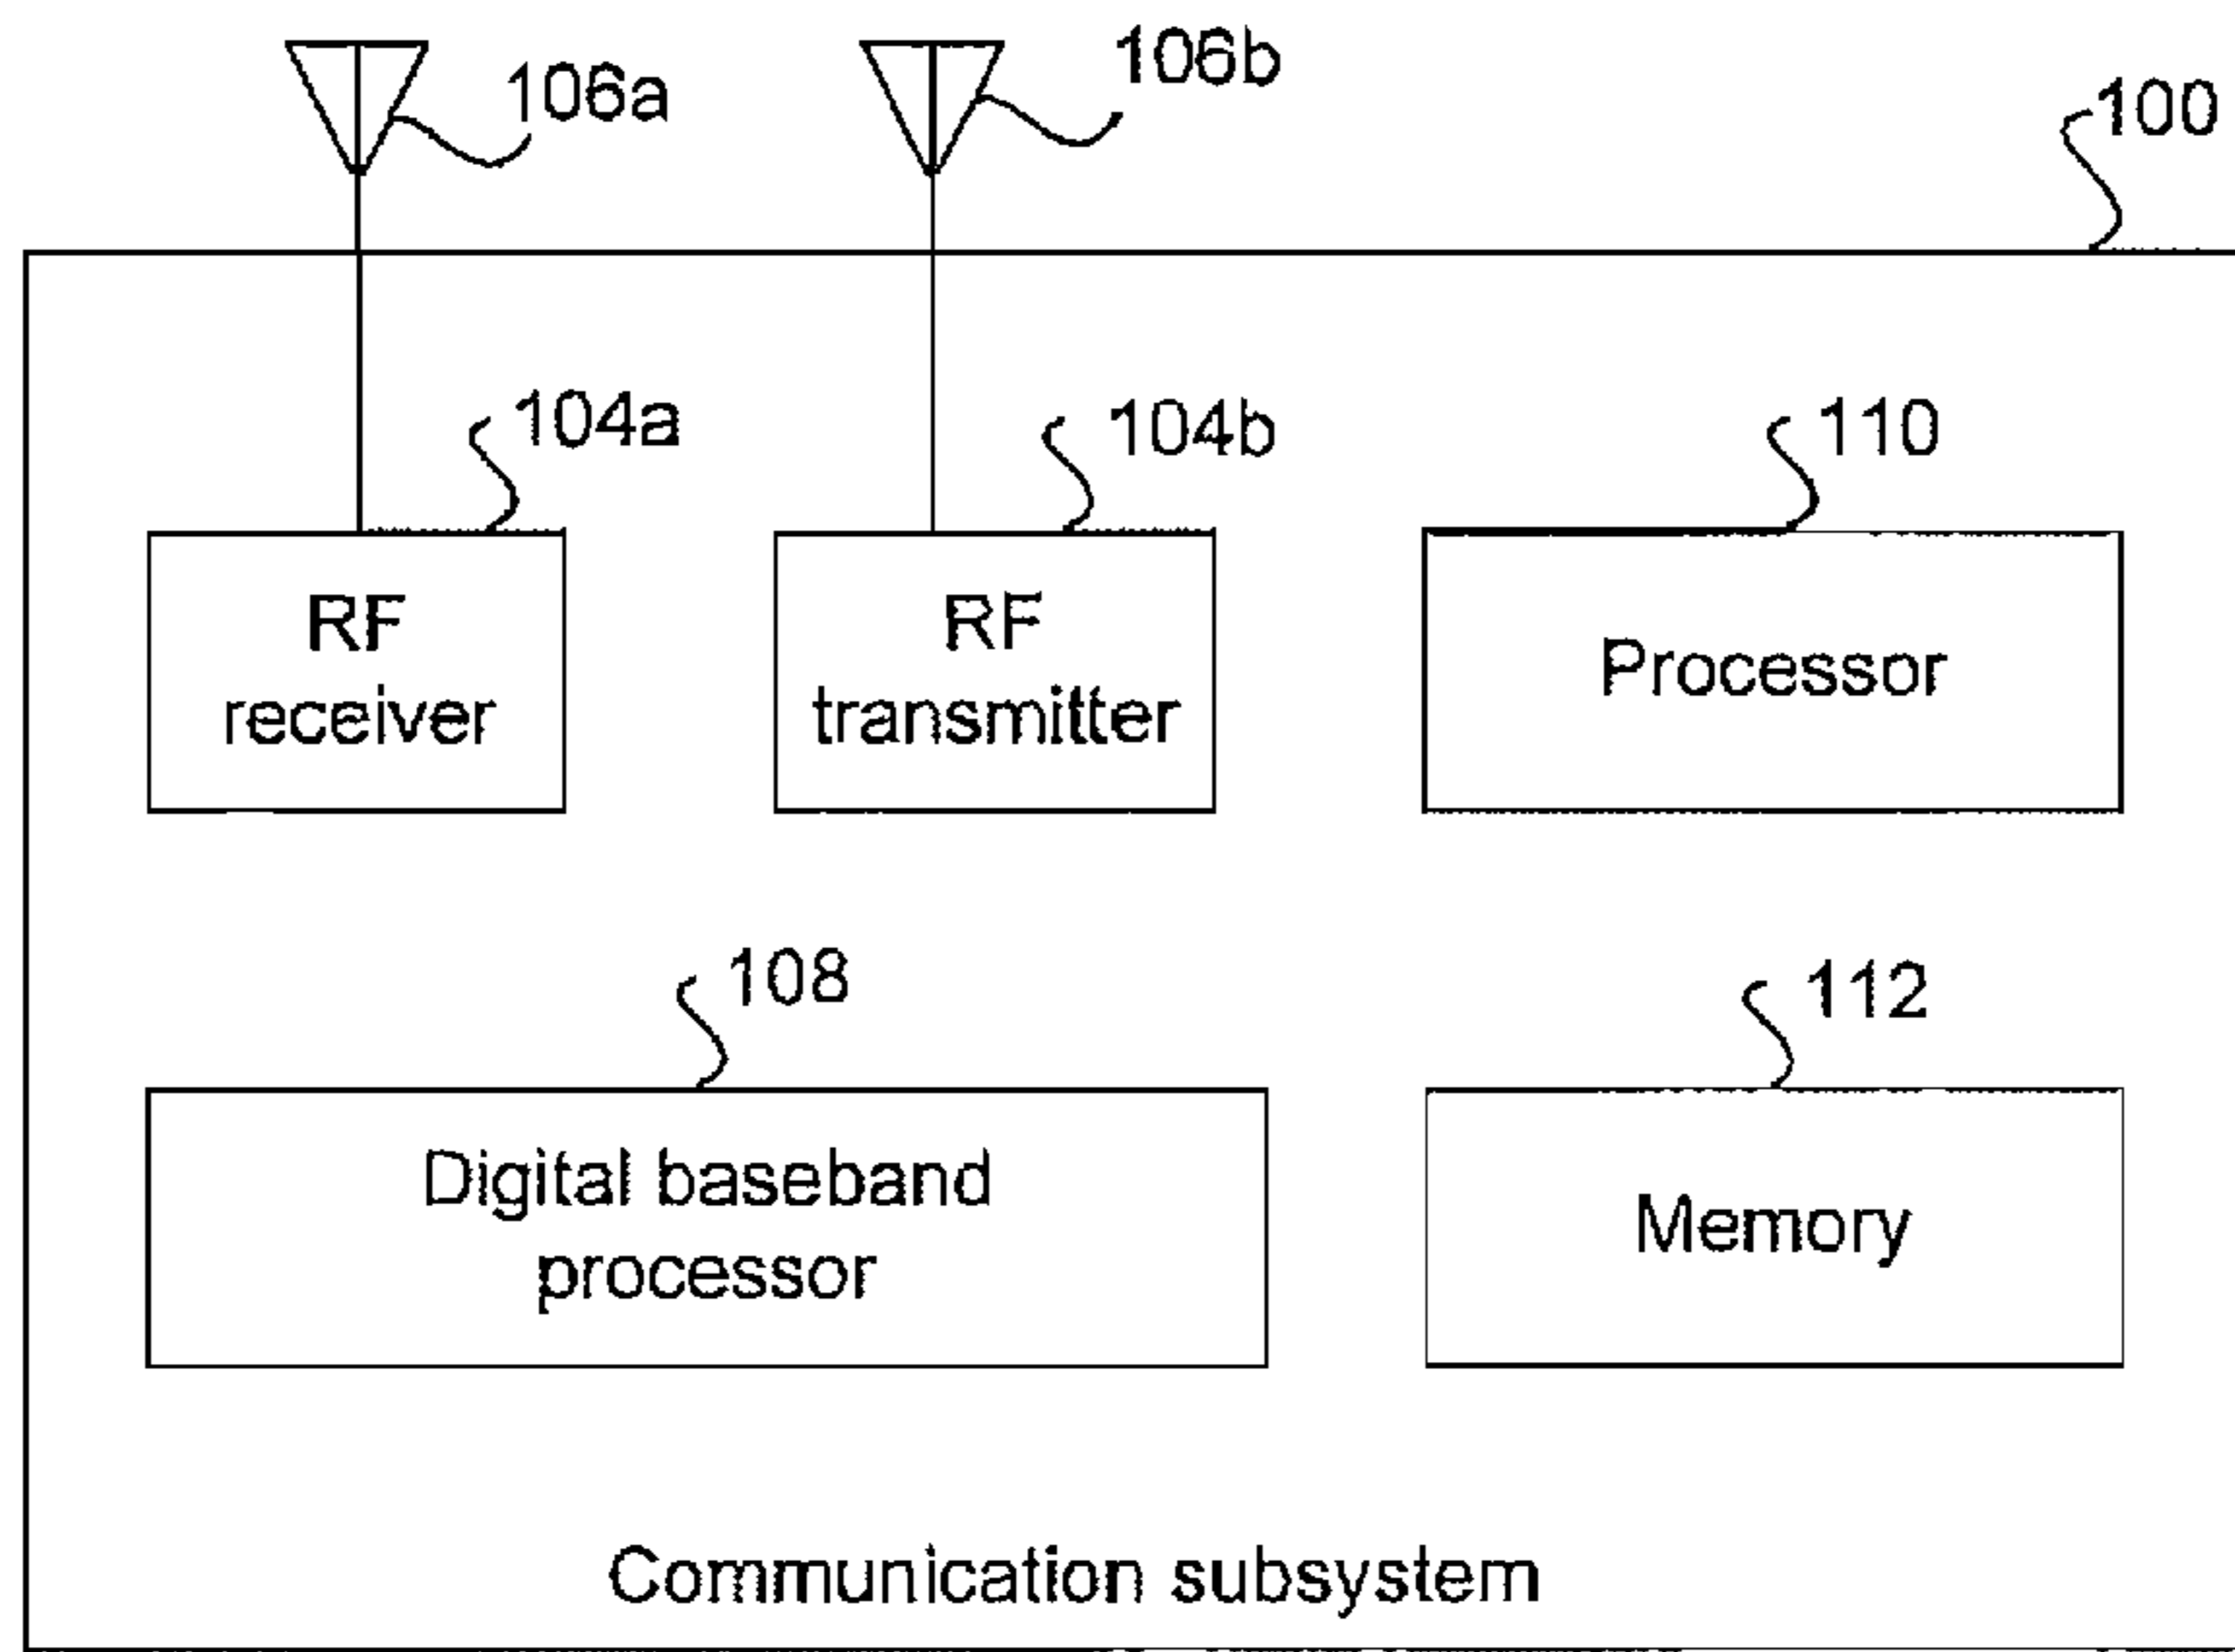 106a
106b
100
104a
104b
110
RF
receiver
RF
transmitter
Processor
108
112
Digital baseband
processor
Memory
Communication subsystem